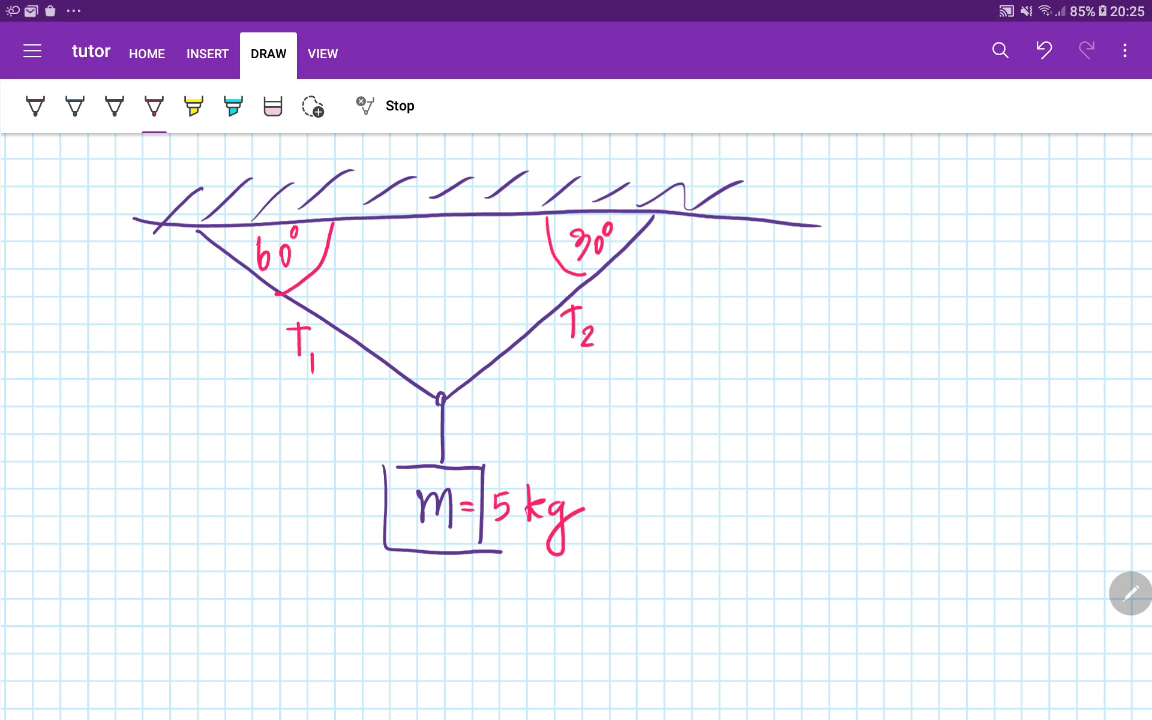 85% 20:25
tutor HOME INSERT DRAW VIEW
Stop
60° 30°
T₁ T₂
m = 5 kg